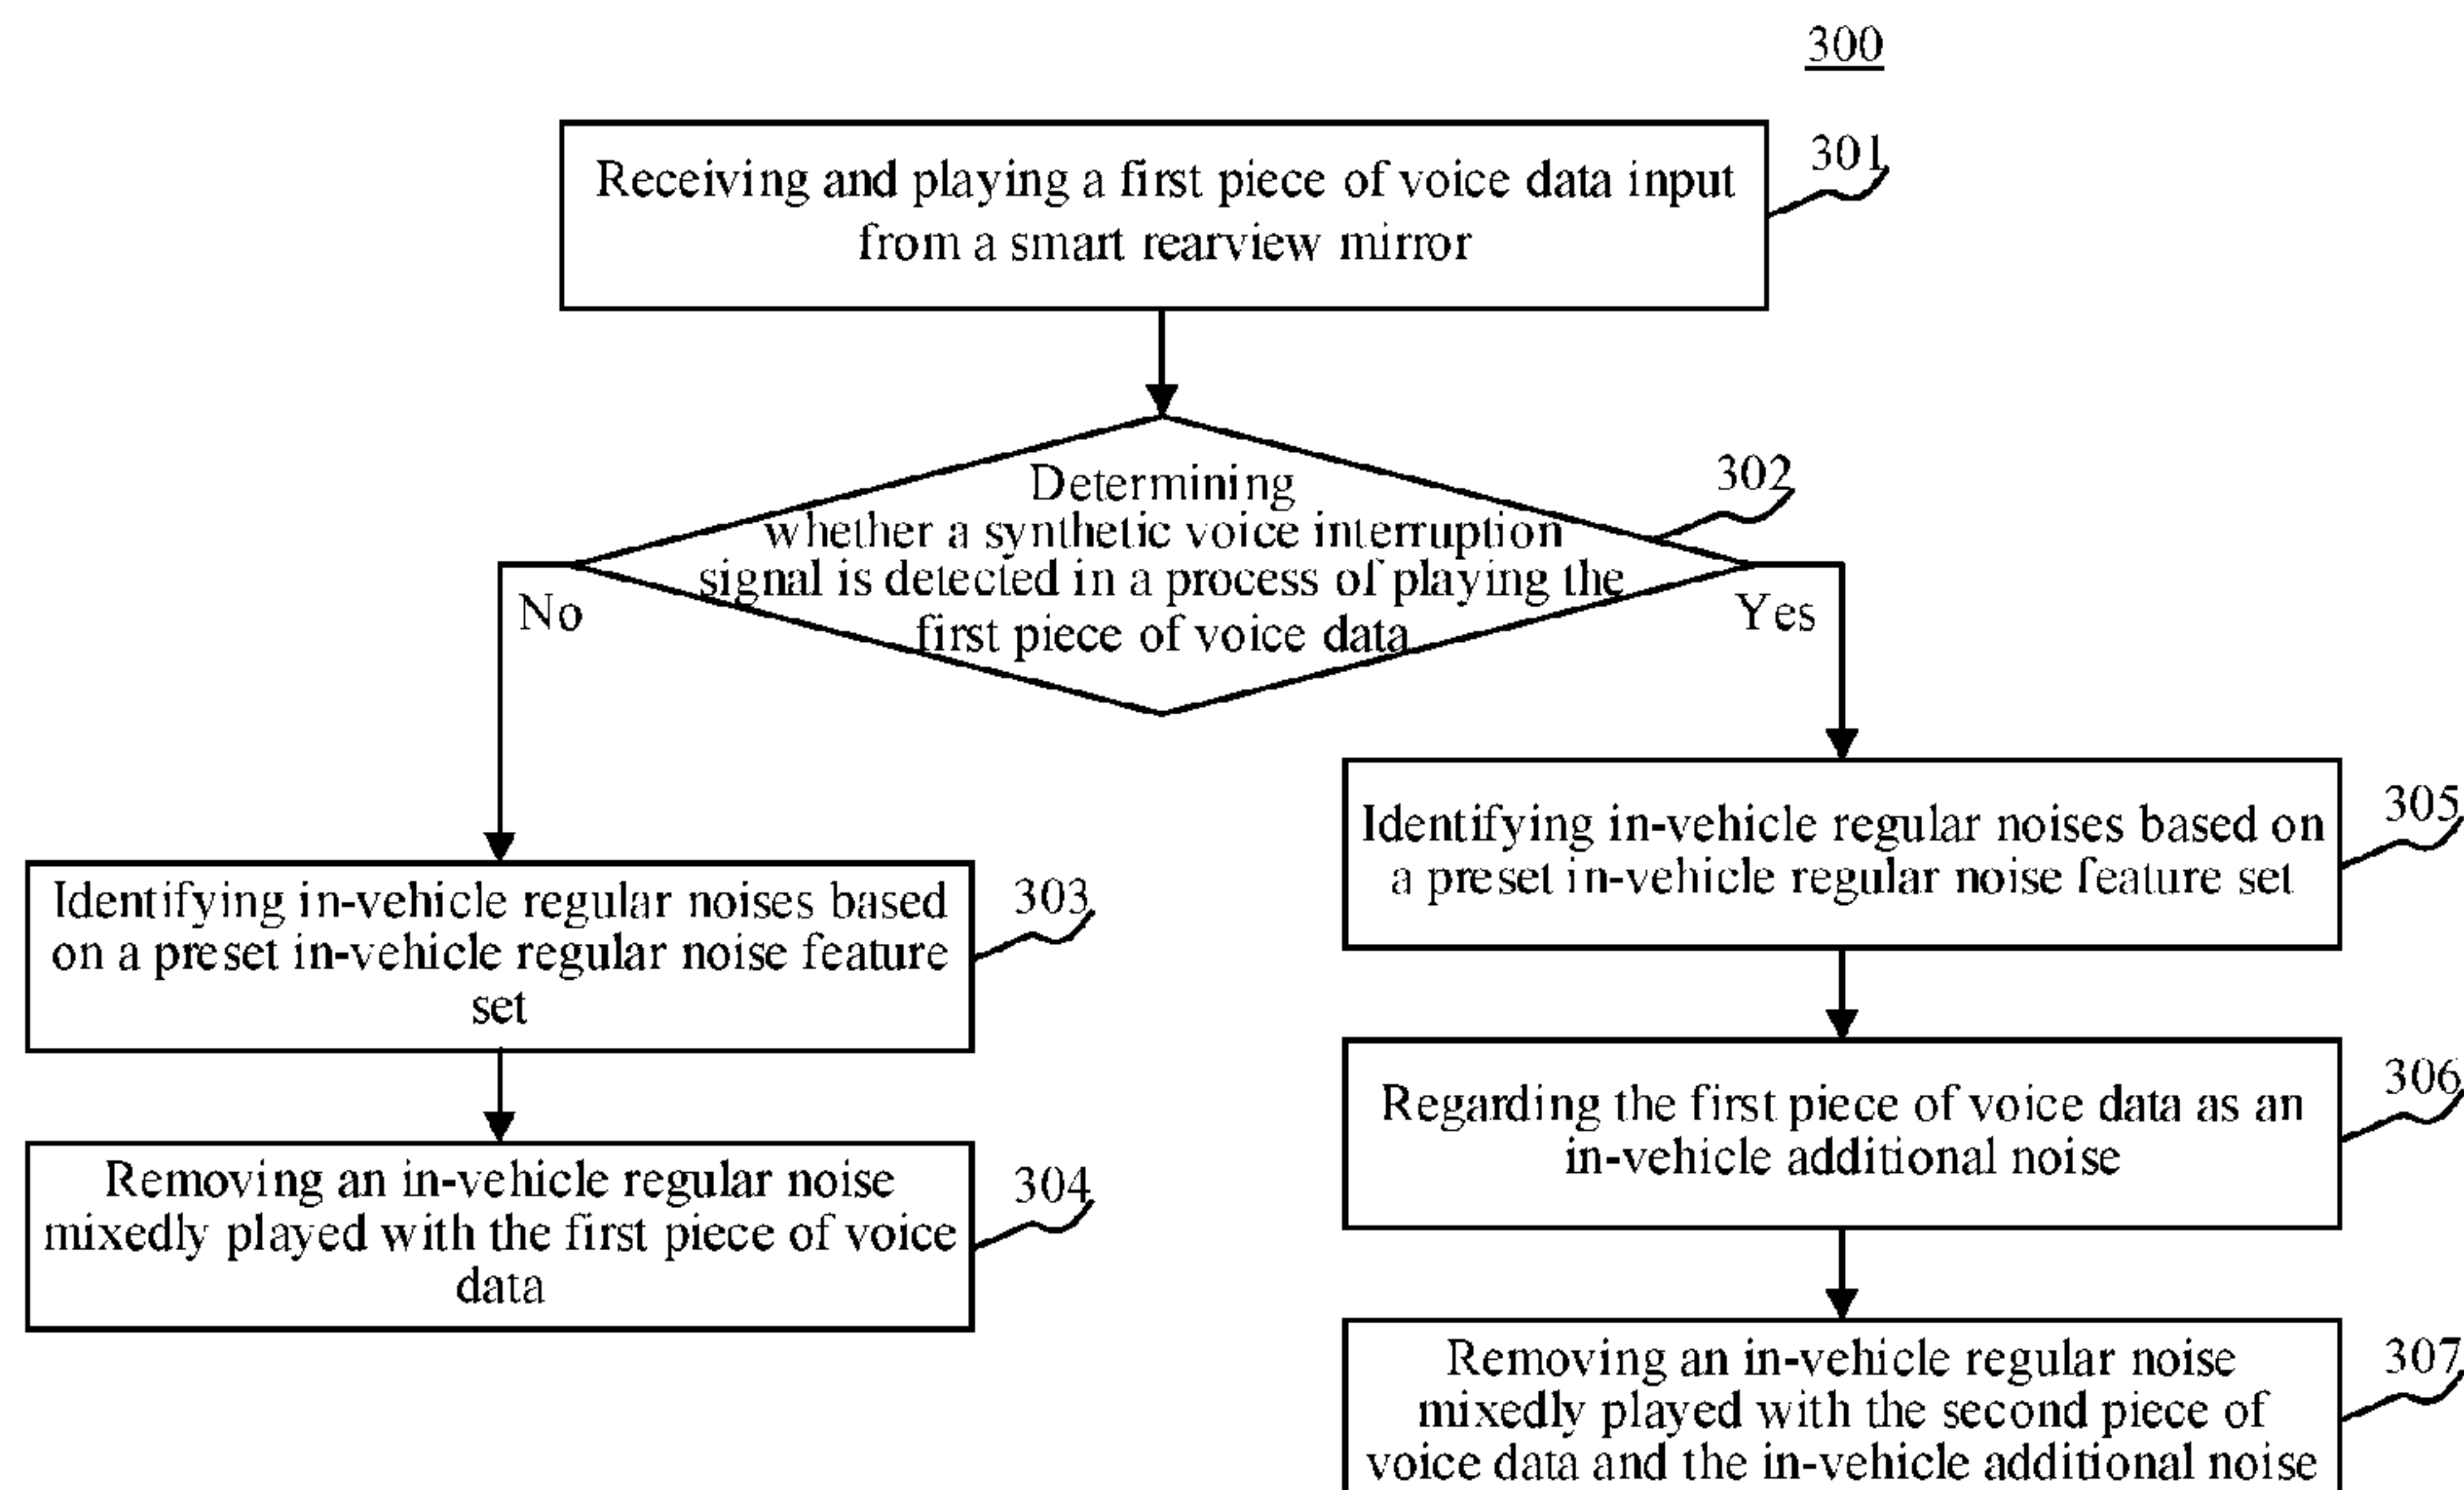 300
Receiving and playing a first piece of voice data input
from a smart rearview mirror
301
Determining
whether a synthetic voice interruption
signal is detected in a process of playing the
first piece of voice data
302
No
Yes
Identifying in-vehicle regular noises based
on a preset in-vehicle regular noise feature
set
303
Removing an in-vehicle regular noise
mixedly played with the first piece of voice
data
304
Identifying in-vehicle regular noises based on
a preset in-vehicle regular noise feature set
305
Regarding the first piece of voice data as an
in-vehicle additional noise
306
Removing an in-vehicle regular noise
mixedly played with the second piece of
voice data and the in-vehicle additional noise
307